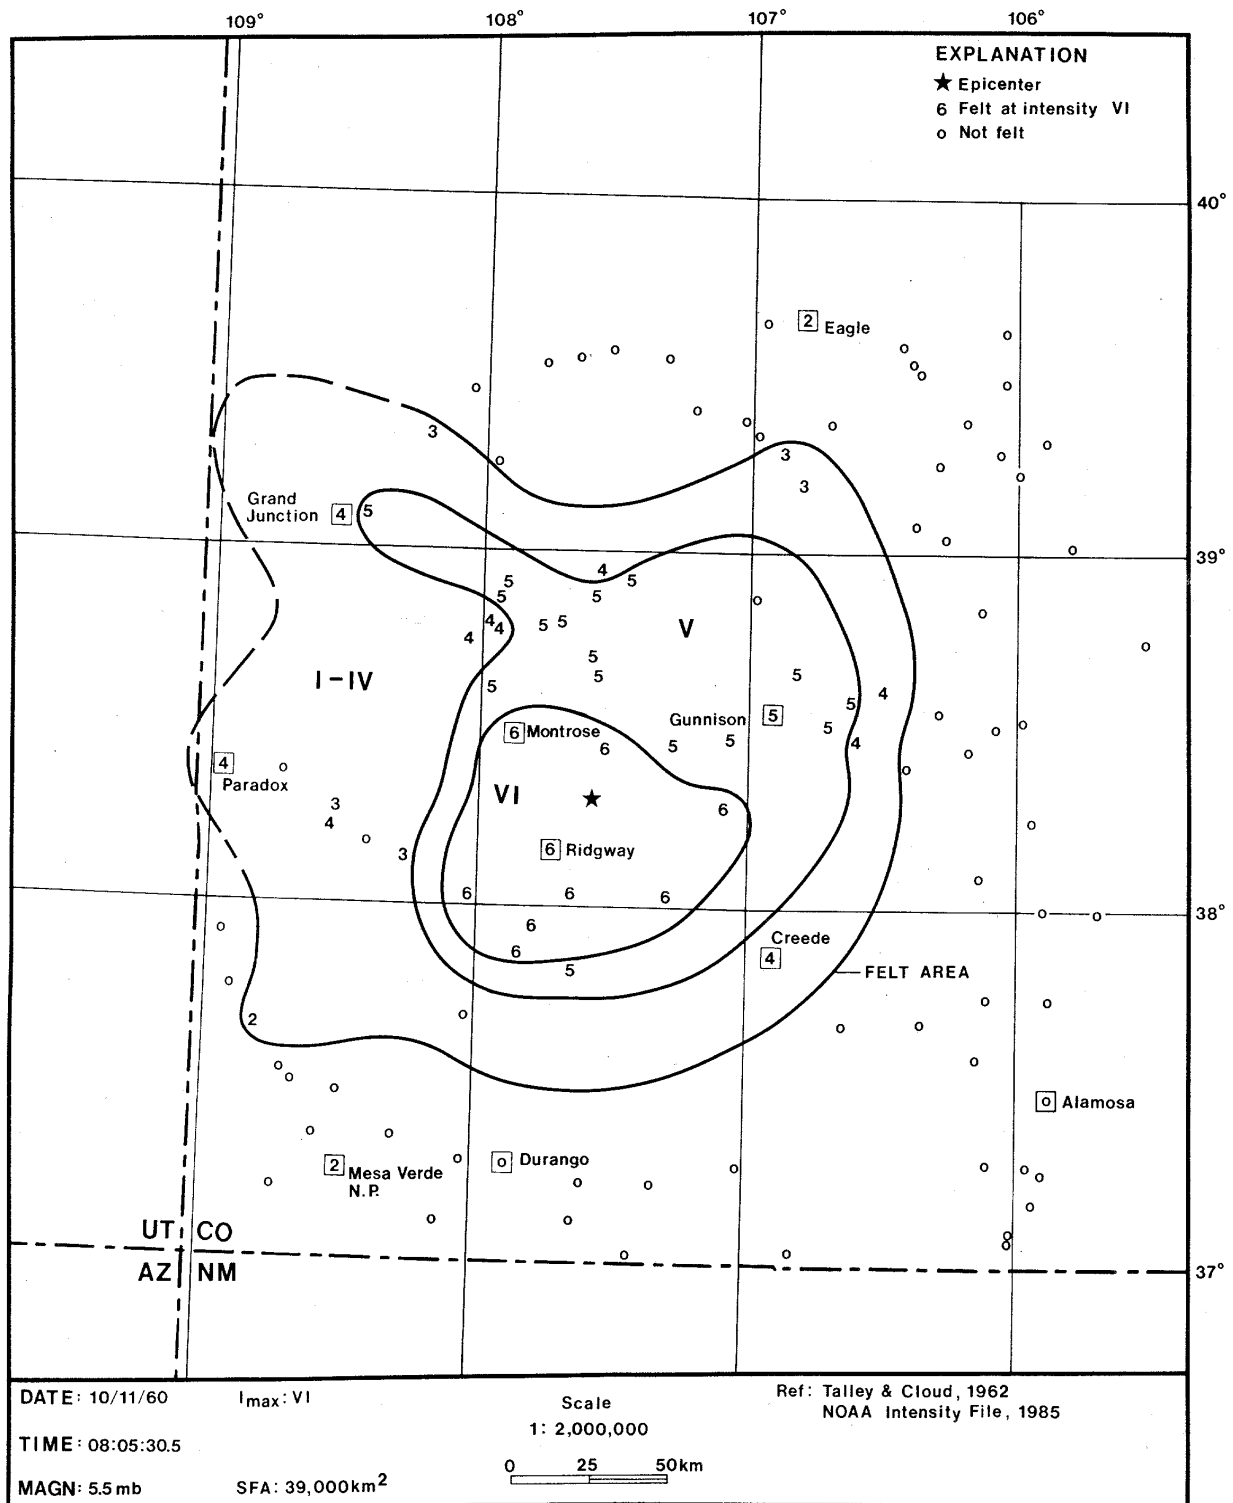 109° 108° 107° 106°
EXPLANATION
★ Epicenter
6 Felt at intensity VI
o Not felt
40°
2 Eagle
3
3
3
Grand
Junction 4 5
39°
4
5 5
5 5
4 4 5 5
4
V
5
5 5
I-IV
5
4
5
Gunnison 5
5
6 Montrose
6 5 5
4
4
Paradox
VI
★
3
4
6
3
6 Ridgway
6 6 6
38°
6
6
Creede
4
5
FELT AREA
2
o Alamosa
o Durango
2 Mesa Verde
N.P.
UT CO
AZ NM
37°
DATE: 10/11/60 Imax: VI
Scale
1: 2,000,000
Ref: Talley & Cloud, 1962
NOAA Intensity File, 1985
TIME: 08:05:30.5
0 25 50km
MAGN: 5.5 mb SFA: 39,000km²